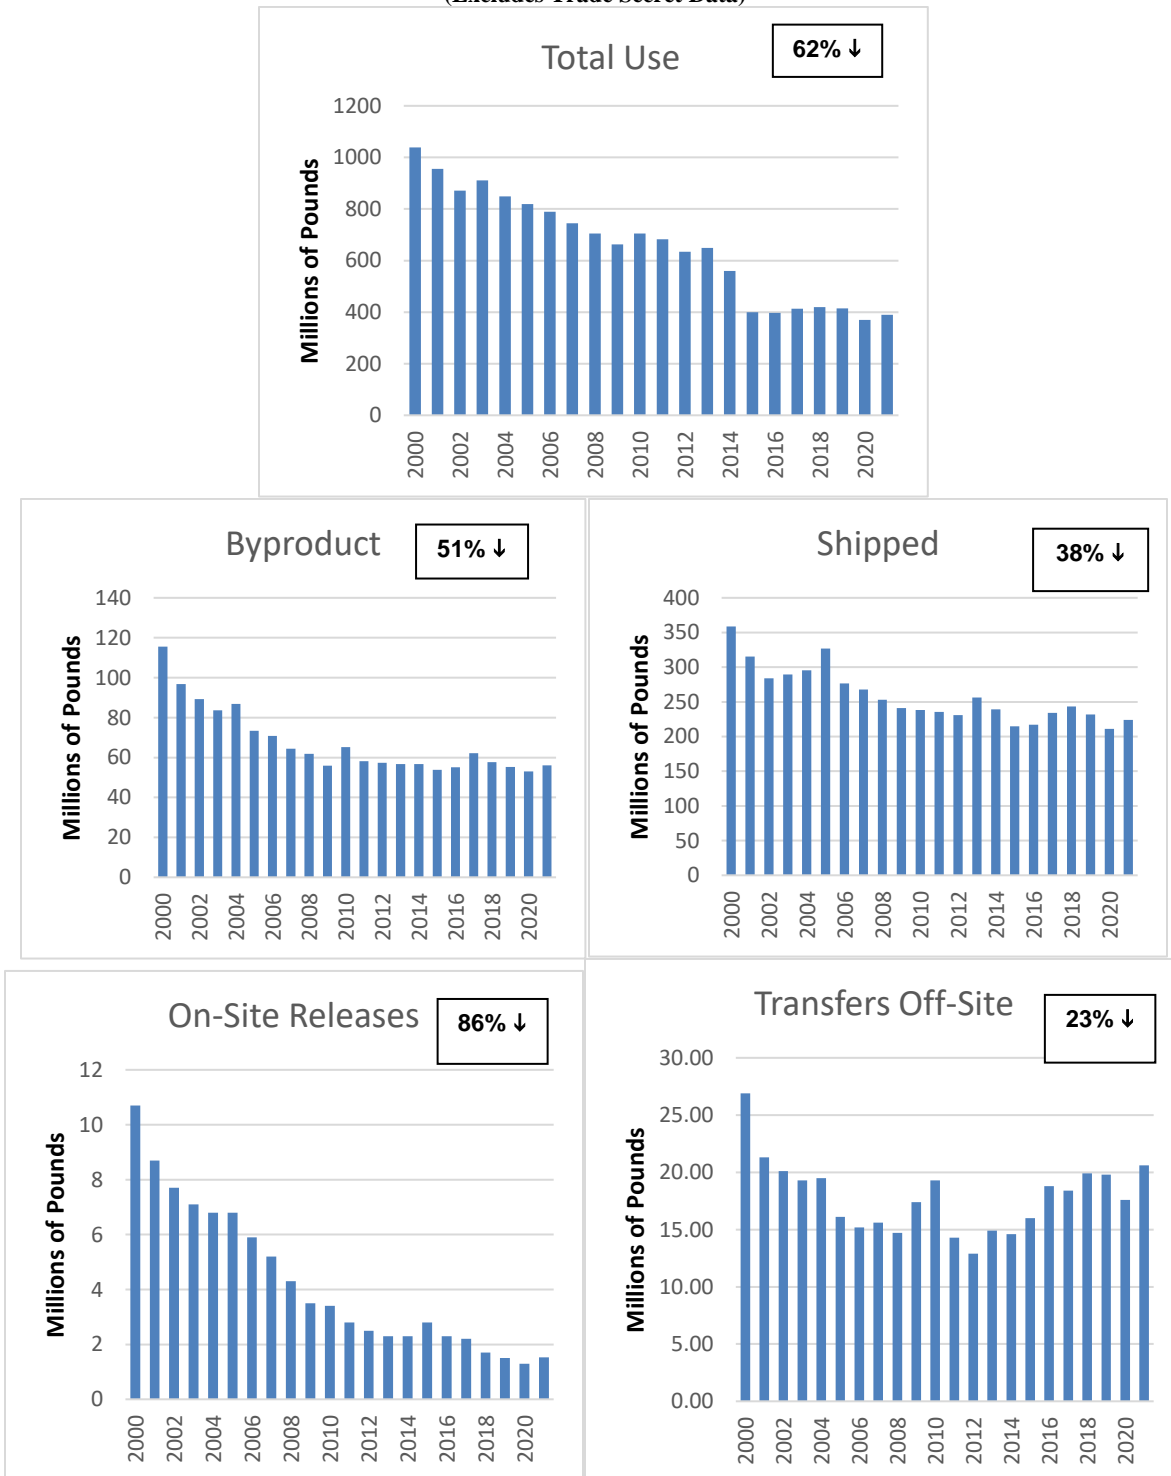 (Excludes Trade Secret Data)
Total Use
62% ↓
Millions of Pounds
1200
1000
800
600
400
200
0
2000 2002 2004 2006 2008 2010 2012 2014 2016 2018 2020
Byproduct
51% ↓
Millions of Pounds
140
120
100
80
60
40
20
0
2000 2002 2004 2006 2008 2010 2012 2014 2016 2018 2020
Shipped
38% ↓
Millions of Pounds
400
350
300
250
200
150
100
50
0
2000 2002 2004 2006 2008 2010 2012 2014 2016 2018 2020
On-Site Releases
86% ↓
Millions of Pounds
12
10
8
6
4
2
0
2000 2002 2004 2006 2008 2010 2012 2014 2016 2018 2020
Transfers Off-Site
23% ↓
Millions of Pounds
30.00
25.00
20.00
15.00
10.00
5.00
0.00
2000 2002 2004 2006 2008 2010 2012 2014 2016 2018 2020